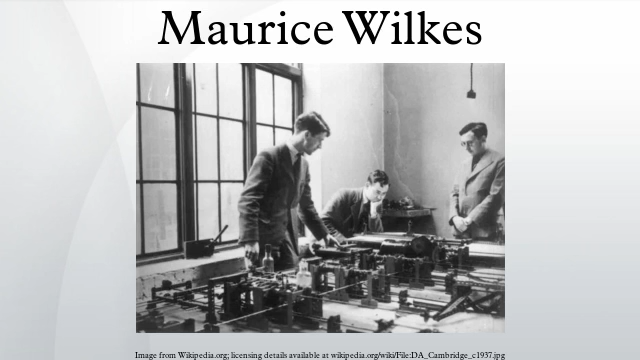 Maurice Wilkes
Image from Wikipedia.org; licensing details available at wikipedia.org/wiki/File:DA_Cambridge_c1937.jpg